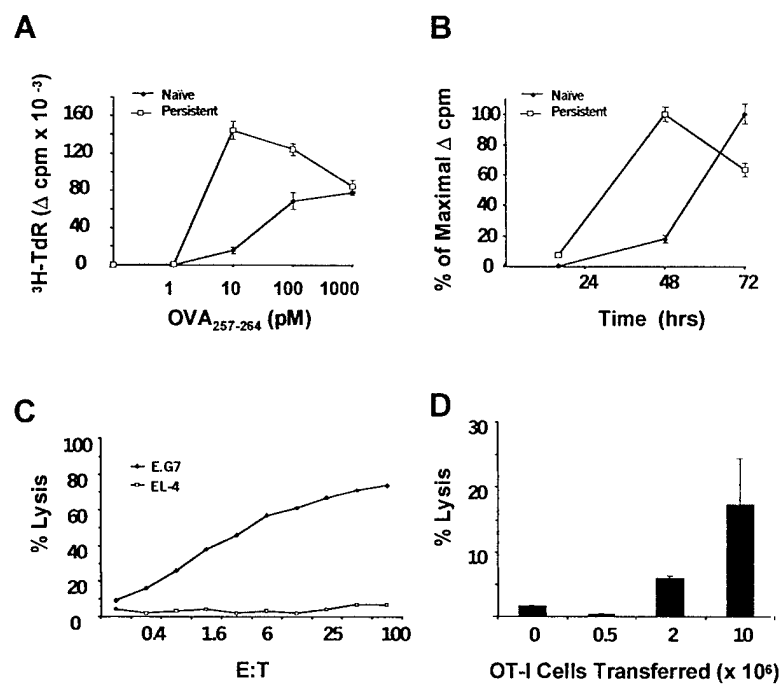 A
³H-TdR (Δ cpm x 10 ⁻³)
Naïve
Persistent
160
120
80
40
0
1 10 100 1000
OVA₂₅₇₋₂₆₄ (pM)
B
% of Maximal Δ cpm
Naïve
Persistent
100
80
60
40
20
0
24 48 72
Time (hrs)
C
% Lysis
E.G7
EL-4
100
80
60
40
20
0
0.4 1.6 6 25 100
E:T
D
% Lysis
30
20
10
0 0.5 2 10
OT-I Cells Transferred (x 10⁶)